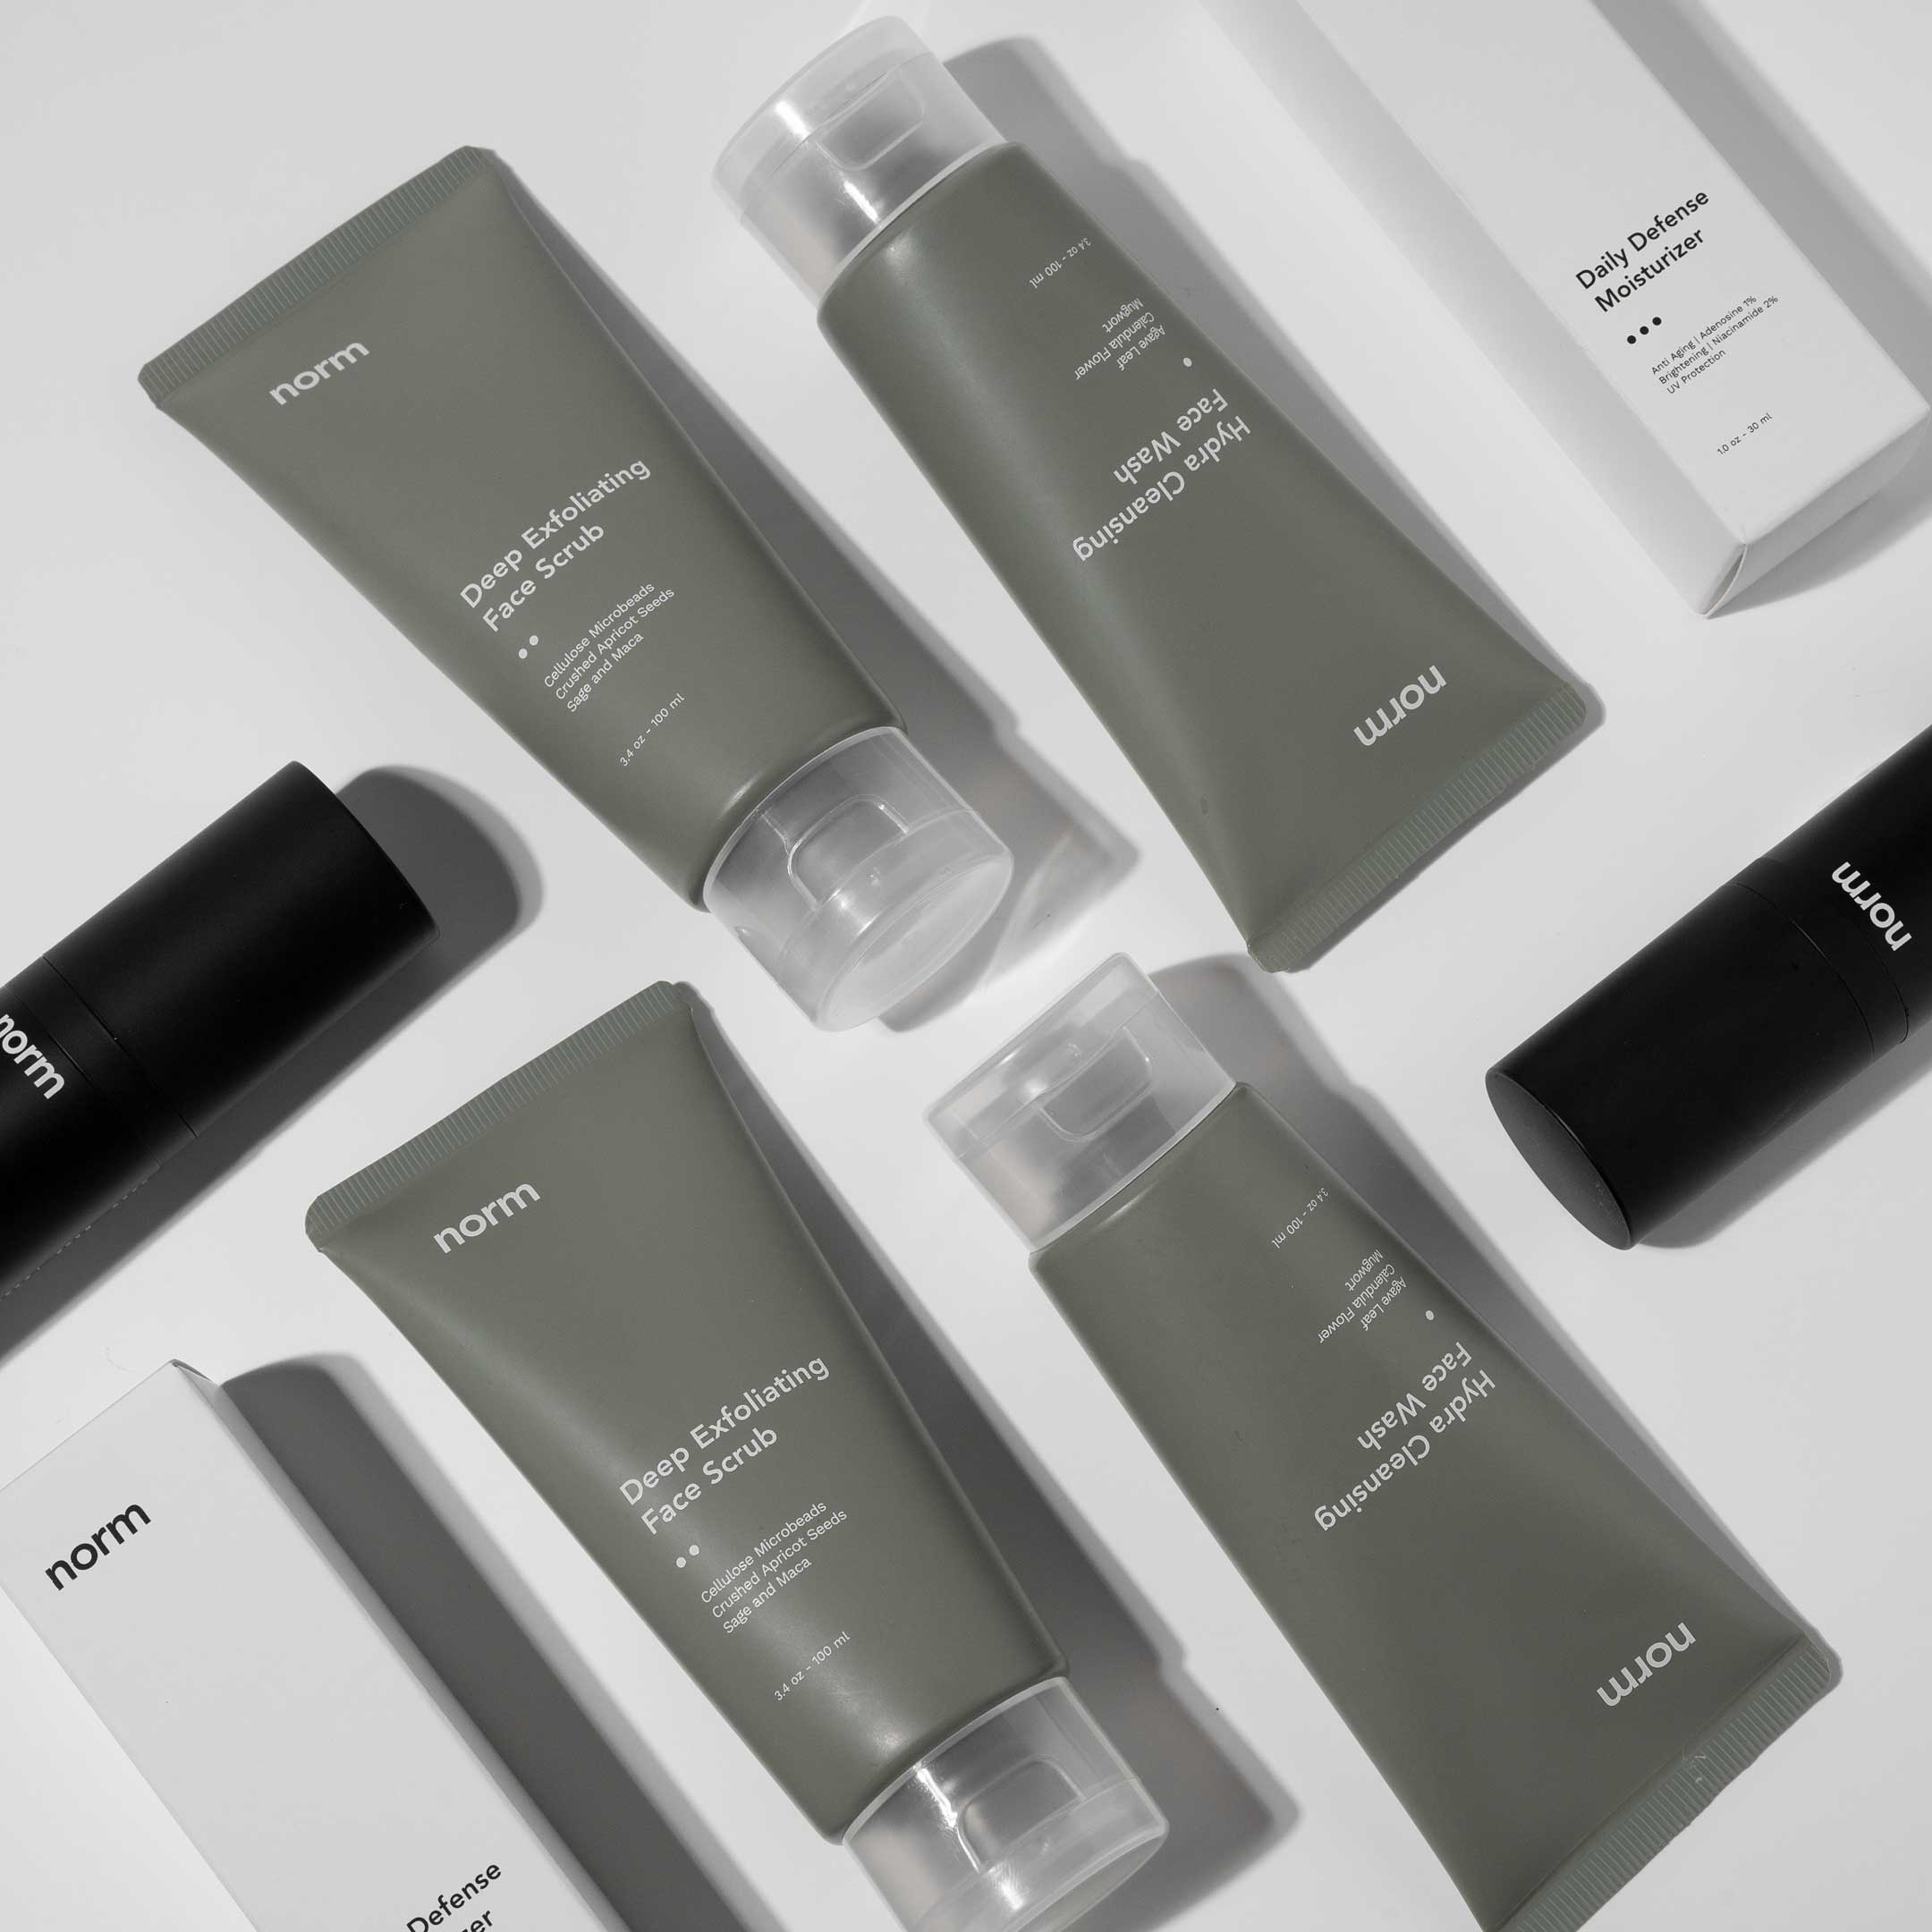 norm
Deep Exfoliating
Face Scrub
Cellulose Microbeads
Crushed Apricot Seeds
Sage and Maca
3.4 oz - 100 ml
norm
Hydra Cleansing
Face Wash
Agave Leaf
Calendula Flower
Mugwort
3.4 oz - 100 ml
Daily Defense
Moisturizer
Anti Aging | Adenosine 1%
Brightening | Niacinamide 2%
UV Protection
1.0 oz - 30 ml
norm
norm
norm
Deep Exfoliating
Face Scrub
Cellulose Microbeads
Crushed Apricot Seeds
Sage and Maca
3.4 oz - 100 ml
norm
Hydra Cleansing
Face Wash
Agave Leaf
Calendula Flower
Mugwort
3.4 oz - 100 ml
norm
Defense